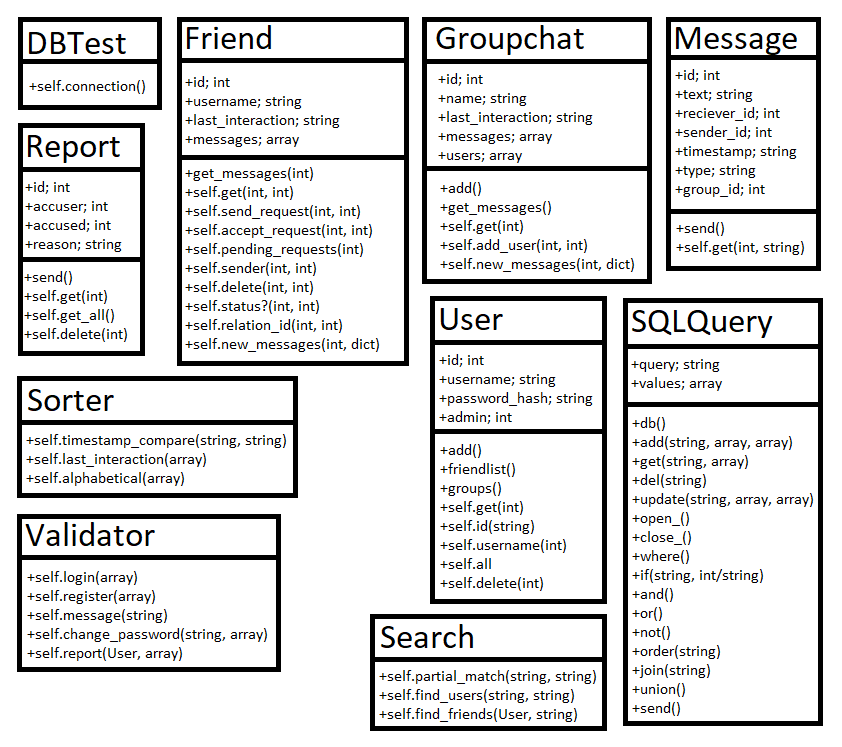 DBTest
+self.connection()
Friend
+id; int
+username; string
+last_interaction; string
+messages; array
+get_messages(int)
+self.get(int, int)
+self.send_request(int, int)
+self.accept_request(int, int)
+self.pending_requests(int)
+self.sender(int, int)
+self.delete(int, int)
+self.status?(int, int)
+self.relation_id(int, int)
+self.new_messages(int, dict)
Groupchat
+id; int
+name; string
+last_interaction; string
+messages; array
+users; array
+add()
+get_messages()
+self.get(int)
+self.add_user(int, int)
+self.new_messages(int, dict)
Message
+id; int
+text; string
+reciever_id; int
+sender_id; int
+timestamp; string
+type; string
+group_id; int
+send()
+self.get(int, string)
Report
+id; int
+accuser; int
+accused; int
+reason; string
+send()
+self.get(int)
+self.get_all()
+self.delete(int)
User
+id; int
+username; string
+password_hash; string
+admin; int
+add()
+friendlist()
+groups()
+self.get(int)
+self.id(string)
+self.username(int)
+self.all
+self.delete(int)
SQLQuery
+query; string
+values; array
+db()
+add(string, array, array)
+get(string, array)
+del(string)
+update(string, array, array)
+open_()
+close_()
+where()
+if(string, int/string)
+and()
+or()
+not()
+order(string)
+join(string)
+union()
+send()
Sorter
+self.timestamp_compare(string, string)
+self.last_interaction(array)
+self.alphabetical(array)
Validator
+self.login(array)
+self.register(array)
+self.message(string)
+self.change_password(string, array)
+self.report(User, array)
Search
+self.partial_match(string, string)
+self.find_users(string, string)
+self.find_friends(User, string)